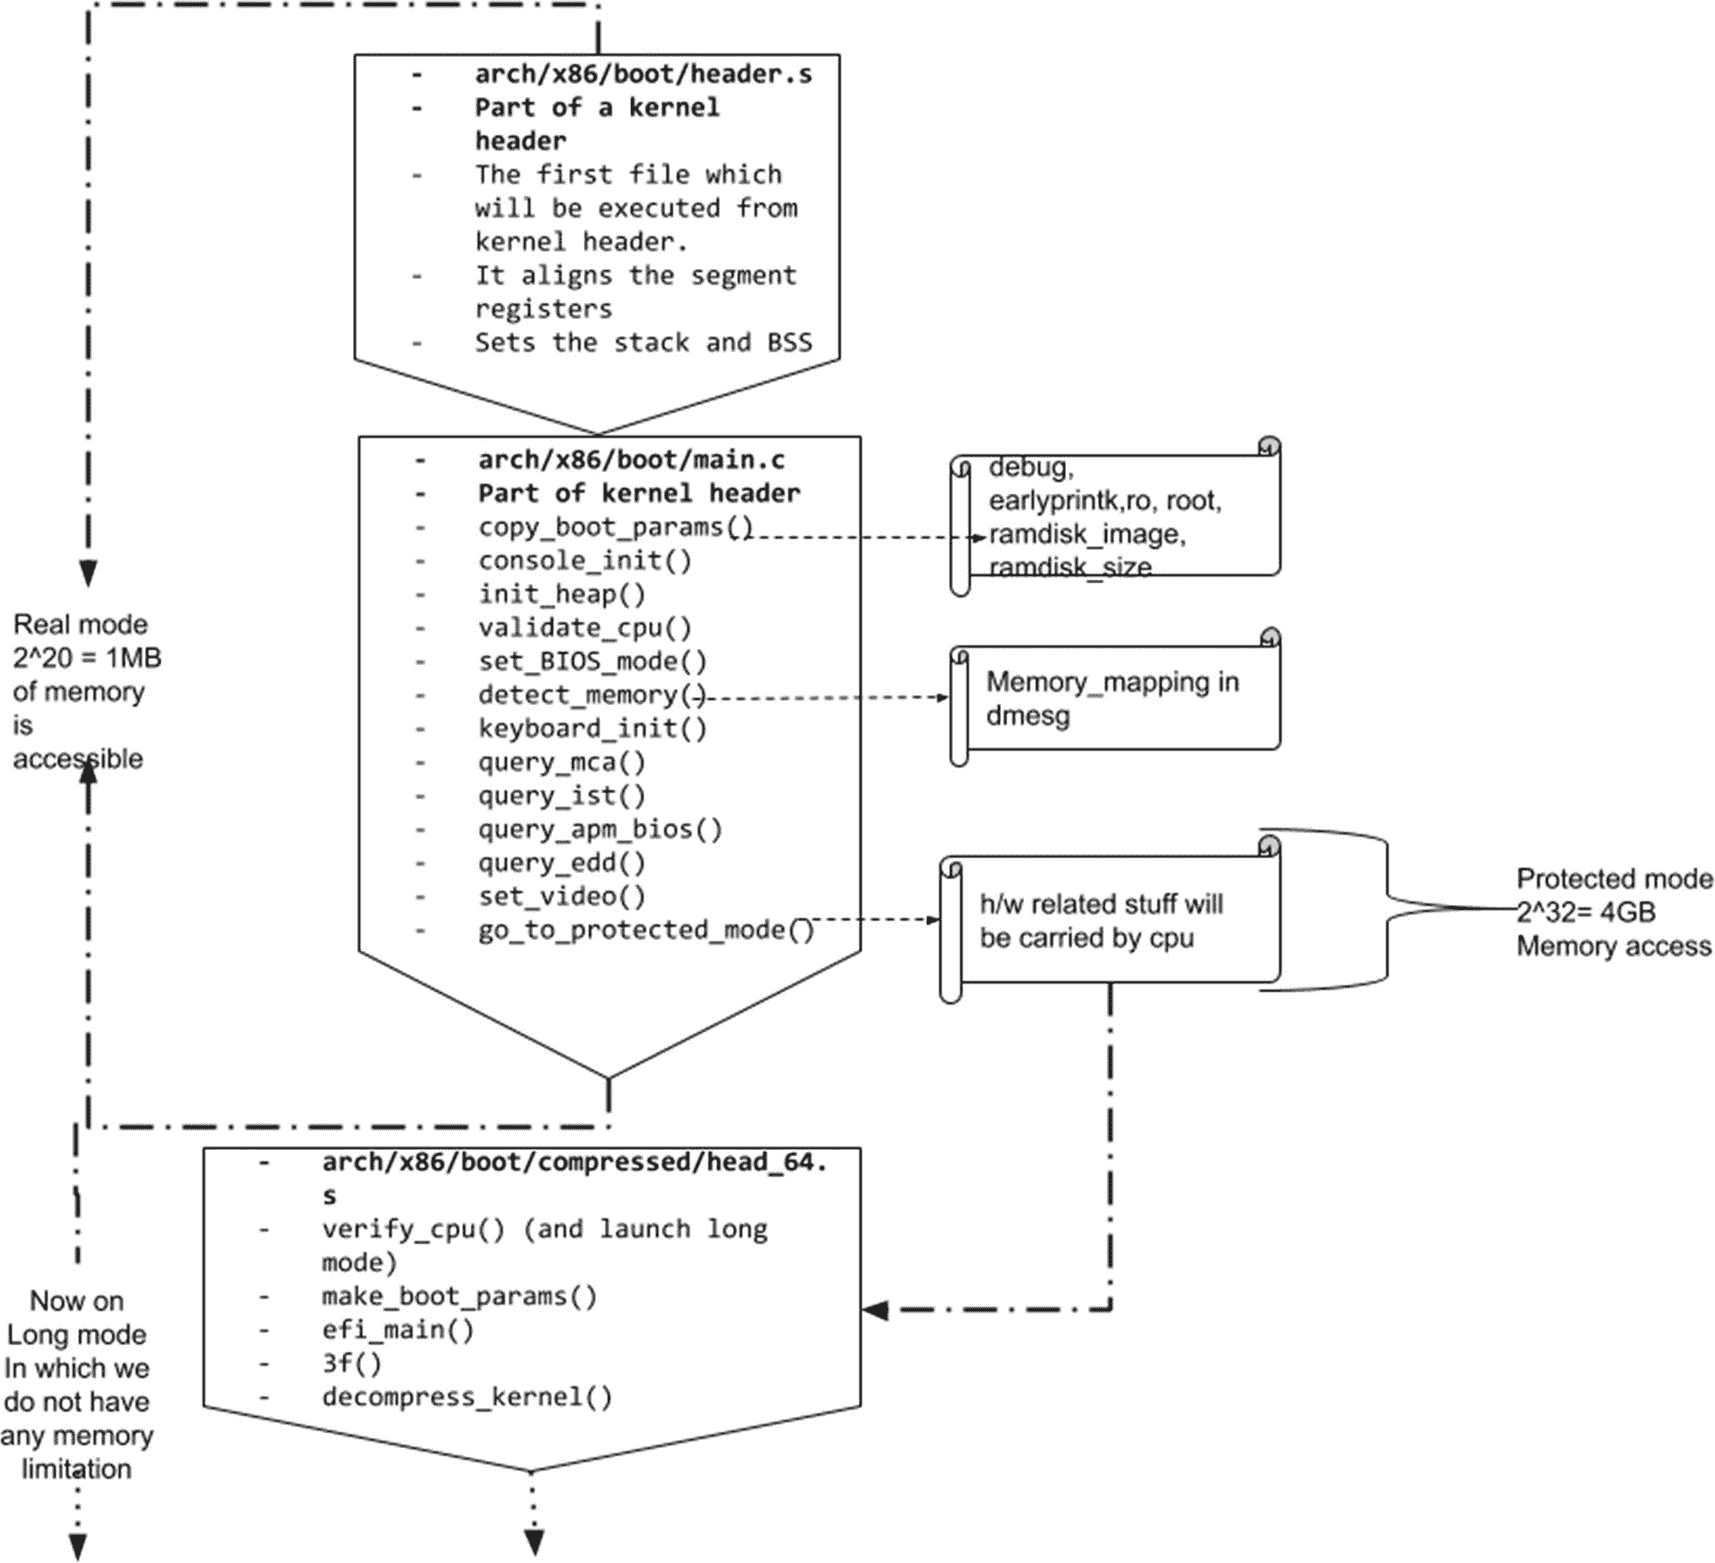 - arch/x86/boot/header.s
- Part of a kernel
header
- The first file which
will be executed from
kernel header.
- It aligns the segment
registers
- Sets the stack and BSS
- arch/x86/boot/main.c
- Part of kernel header
- copy_boot_params()
- console_init()
- init_heap()
- validate_cpu()
- set_BIOS_mode()
- detect_memory()
- keyboard_init()
- query_mca()
- query_ist()
- query_apm_bios()
- query_edd()
- set_video()
- go_to_protected_mode()
debug,
earlyprintk,ro, root,
ramdisk_image,
ramdisk_size
Memory_mapping in
dmesg
h/w related stuff will
be carried by cpu
Protected mode
2^32= 4GB
Memory access
Real mode
2^20 = 1MB
of memory
is
accessible
- arch/x86/boot/compressed/head_64.
s
- verify_cpu() (and launch long
mode)
- make_boot_params()
- efi_main()
- 3f()
- decompress_kernel()
Now on
Long mode
In which we
do not have
any memory
limitation